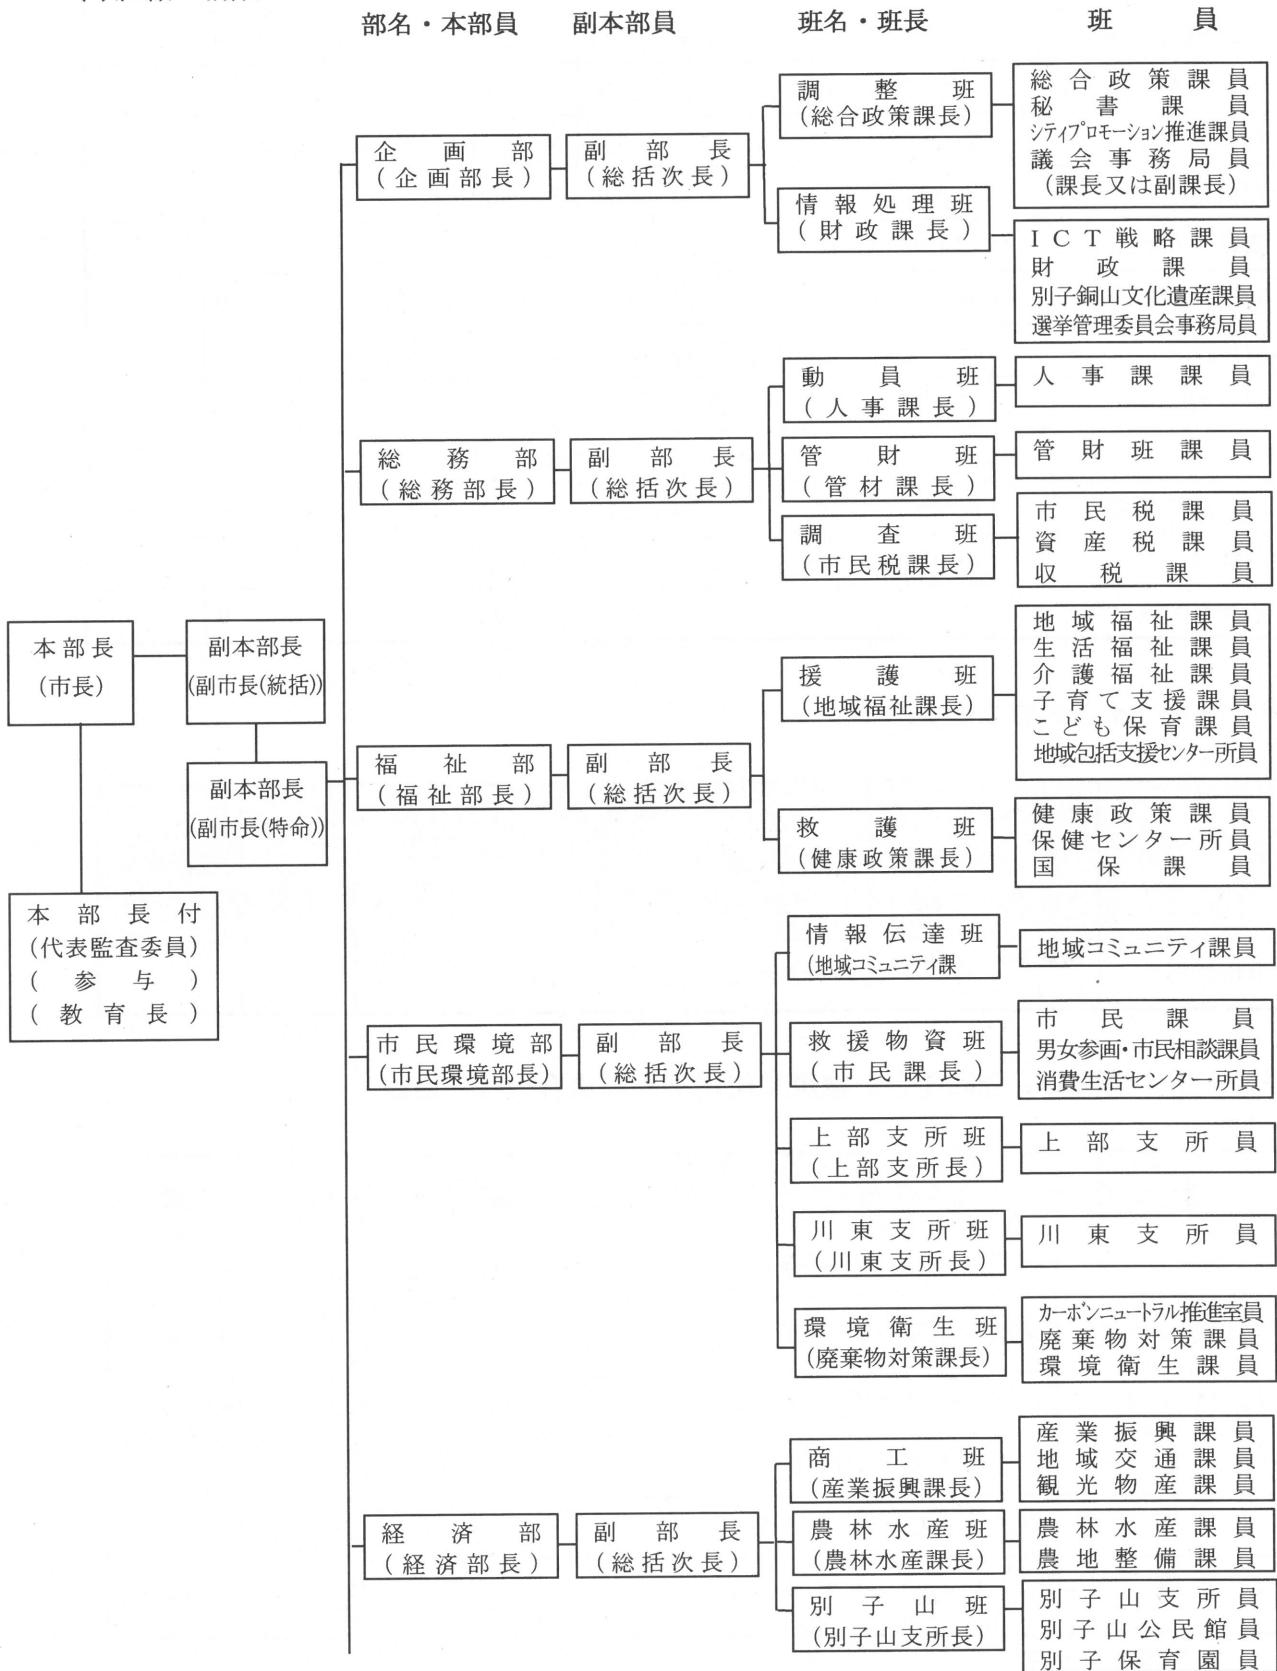 部名・本部員 副本部員 班名・班長 班員
本部長
(市長)
副本部長
(副市長(統括))
副本部長
(副市長(特命))
本部長付
(代表監査委員)
(参与)
(教育長)
企画部
(企画部長)
副部長
(総括次長)
調整班
(総合政策課長)
総合政策課員
秘書課員
シティプロモーション推進課員
議会事務局員
(課長又は副課長)
情報処理班
(財政課長)
ICT戦略課員
財政課員
別子銅山文化遺産課員
選挙管理委員会事務局員
総務部
(総務部長)
副部長
(総括次長)
動員班
(人事課長)
人事課課員
管財班
(管材課長)
管財班課員
調査班
(市民税課長)
市民税課員
資産税課員
収税課員
福祉部
(福祉部長)
副部長
(総括次長)
援護班
(地域福祉課長)
地域福祉課員
生活福祉課員
介護福祉課員
子育て支援課員
こども保育課員
地域包括支援センター所員
救護班
(健康政策課長)
健康政策課員
保健センター所員
国保課員
市民環境部
(市民環境部長)
副部長
(総括次長)
情報伝達班
(地域コミュニティ課
地域コミュニティ課員
救援物資班
(市民課長)
市民課員
男女参画・市民相談課員
消費生活センター所員
上部支所班
(上部支所長)
上部支所員
川東支所班
(川東支所長)
川東支所員
環境衛生班
(廃棄物対策課長)
カーボンニュートラル推進室員
廃棄物対策課員
環境衛生課員
経済部
(経済部長)
副部長
(総括次長)
商工班
(産業振興課長)
産業振興課員
地域交通課員
観光物産課員
農林水産班
(農林水産課長)
農林水産課員
農地整備課員
別子山班
(別子山支所長)
別子山支所員
別子山公民館員
別子保育園員